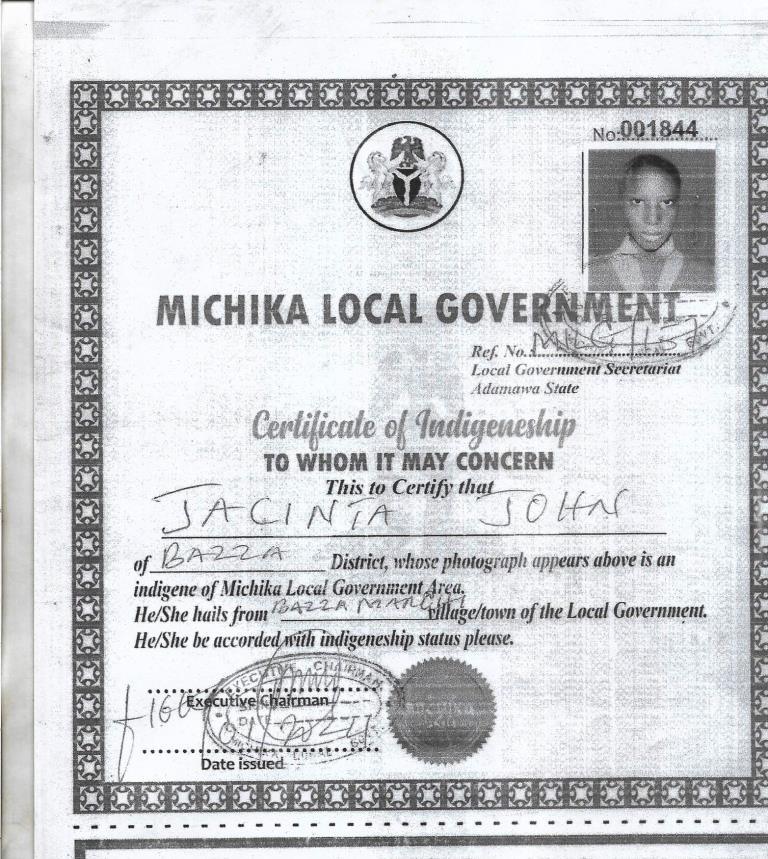 No: 001844
MICHIKA LOCAL GOVERNMENT
Ref. No.
Local Government Secretariat
Adamawa State
Certificate of Indigeneship
TO WHOM IT MAY CONCERN
This to Certify that
JACINTA JOHN
of BAZZA District, whose photograph appears above is an
indigene of Michika Local Government Area.
He/She hails from BAZZA village/town of the Local Government.
He/She be accorded with indigeneship status please.
EXECUTIVE CHAIRMAN
Executive Chairman
DATE
Date issued